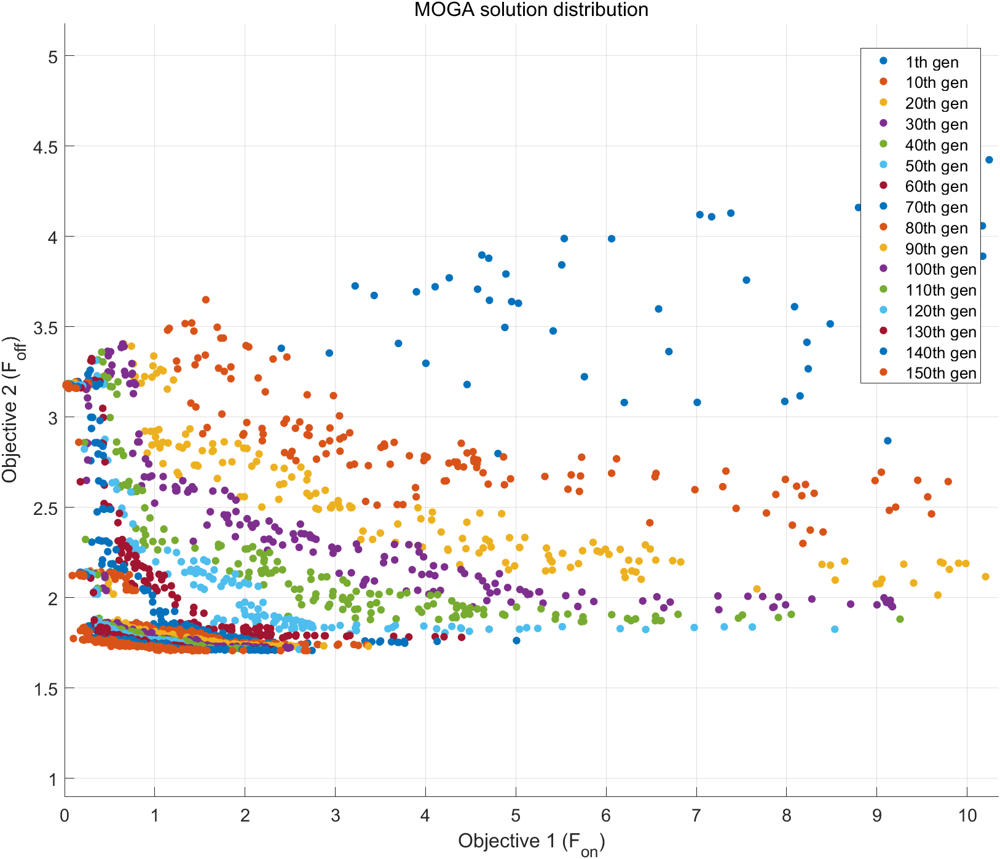 MOGA solution distribution
5
4.5
4
3.5
3
2.5
2
1.5
1
Objective 2 (F_off)
0 1 2 3 4 5 6 7 8 9 10
Objective 1 (F_on)
1th gen
10th gen
20th gen
30th gen
40th gen
50th gen
60th gen
70th gen
80th gen
90th gen
100th gen
110th gen
120th gen
130th gen
140th gen
150th gen